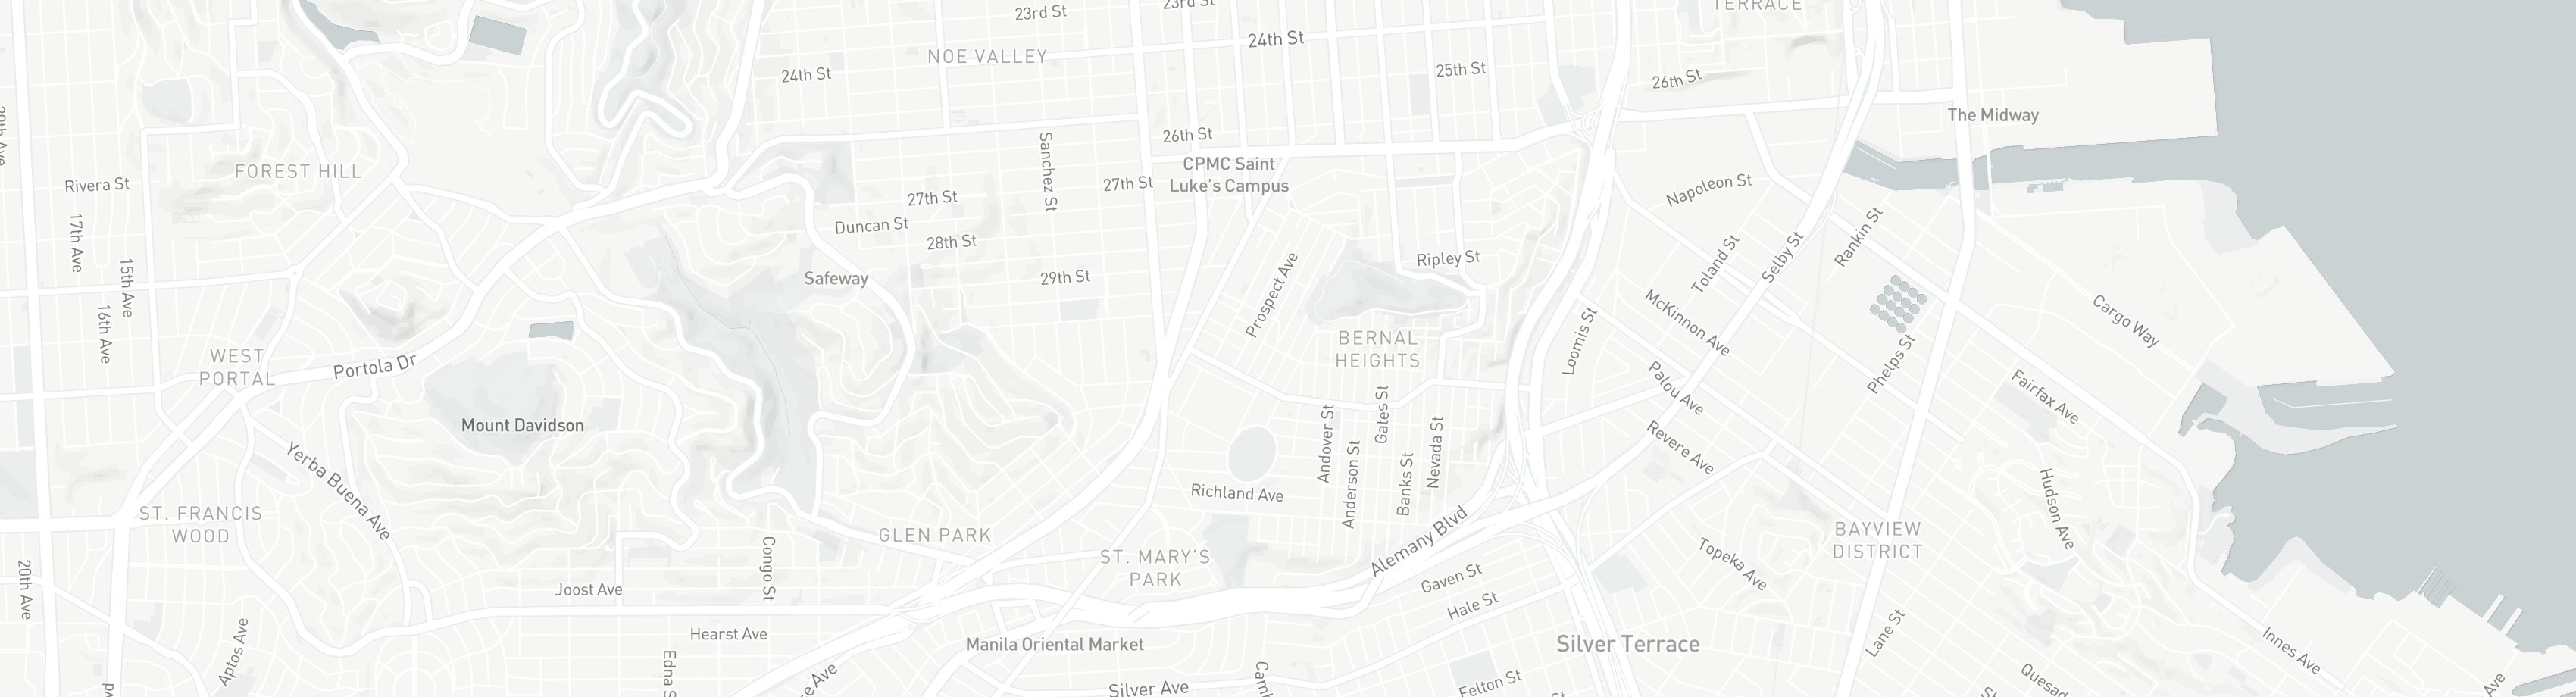 23rd St
23rd St
TERRACE
24th St
NOE VALLEY
24th St
25th St
26th St
The Midway
26th St
Sanchez St
CPMC Saint
Luke's Campus
FOREST HILL
Rivera St
27th St
27th St
Napoleon St
Duncan St
28th St
17th Ave
15th Ave
16th Ave
Safeway
29th St
Prospect Ave
Ripley St
Toland St
Selby St
Rankin St
McKinnon Ave
Cargo Way
BERNAL
HEIGHTS
Loomis St
Phelps St
WEST
PORTAL
Portola Dr
Palou Ave
Fairfax Ave
Mount Davidson
Andover St
Anderson St
Gates St
Banks St
Nevada St
Revere Ave
Yerba Buena Ave
Richland Ave
Hudson Ave
ST. FRANCIS
WOOD
GLEN PARK
Alemany Blvd
BAYVIEW
DISTRICT
ST. MARY'S
PARK
Congo St
Topeka Ave
20th Ave
Joost Ave
Gaven St
Hale St
Hearst Ave
Aptos Ave
Manila Oriental Market
Silver Terrace
Lane St
Innes Ave
Silver Ave
Felton St